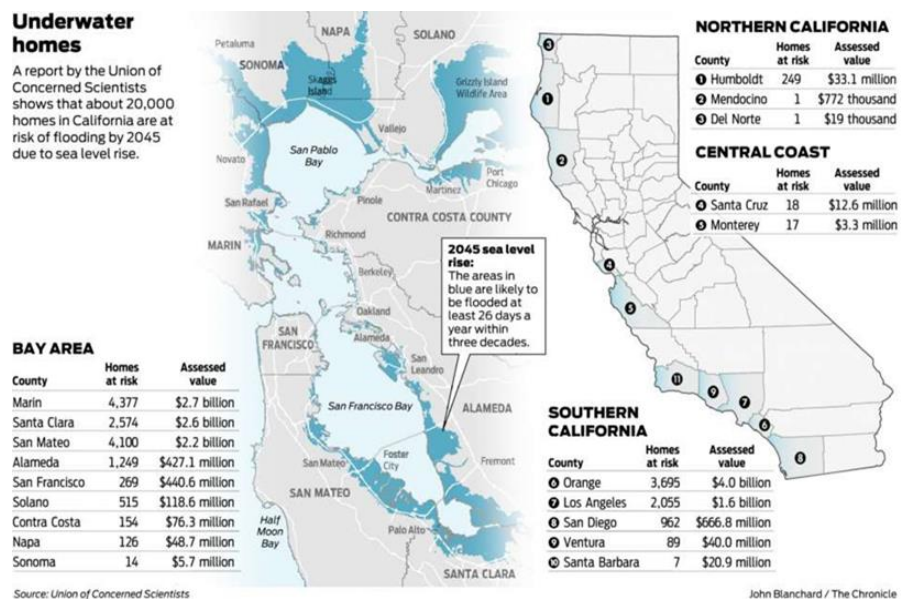 Underwater
homes
A report by the Union of
Concerned Scientists
shows that about 20,000
homes in California are at
risk of flooding by 2045
due to sea level rise.
NAPA
SOLANO
Petaluma
SONOMA
Skaggs
Island
Grizzly Island
Wildlife Area
Vallejo
San Pablo
Bay
Novato
Port
Chicago
Martinez
San Rafael
Pinole
CONTRA COSTA COUNTY
Richmond
MARIN
Berkeley
2045 sea level
rise:
The areas in
blue are likely to
be flooded at
least 26 days a
year within
three decades.
Oakland
SAN
FRANCISCO
Alameda
San
Leandro
San Francisco Bay
ALAMEDA
San Mateo
Foster
City
Fremont
SAN MATEO
Half
Moon
Bay
Palo Alto
SANTA CLARA
BAY AREA
County Homes at risk Assessed value
Marin 4,377 $2.7 billion
Santa Clara 2,574 $2.6 billion
San Mateo 4,100 $2.2 billion
Alameda 1,249 $427.1 million
San Francisco 269 $440.6 million
Solano 515 $118.6 million
Contra Costa 154 $76.3 million
Napa 126 $48.7 million
Sonoma 14 $5.7 million
NORTHERN CALIFORNIA
County Homes at risk Assessed value
1 Humboldt 249 $33.1 million
2 Mendocino 1 $772 thousand
3 Del Norte 1 $19 thousand
CENTRAL COAST
County Homes at risk Assessed value
4 Santa Cruz 18 $12.6 million
5 Monterey 17 $3.3 million
3
1
2
4
5
11
9
7
6
8
SOUTHERN
CALIFORNIA
County Homes at risk Assessed value
6 Orange 3,695 $4.0 billion
7 Los Angeles 2,055 $1.6 billion
8 San Diego 962 $666.8 million
9 Ventura 89 $40.0 million
10 Santa Barbara 7 $20.9 million
Source: Union of Concerned Scientists
John Blanchard / The Chronicle